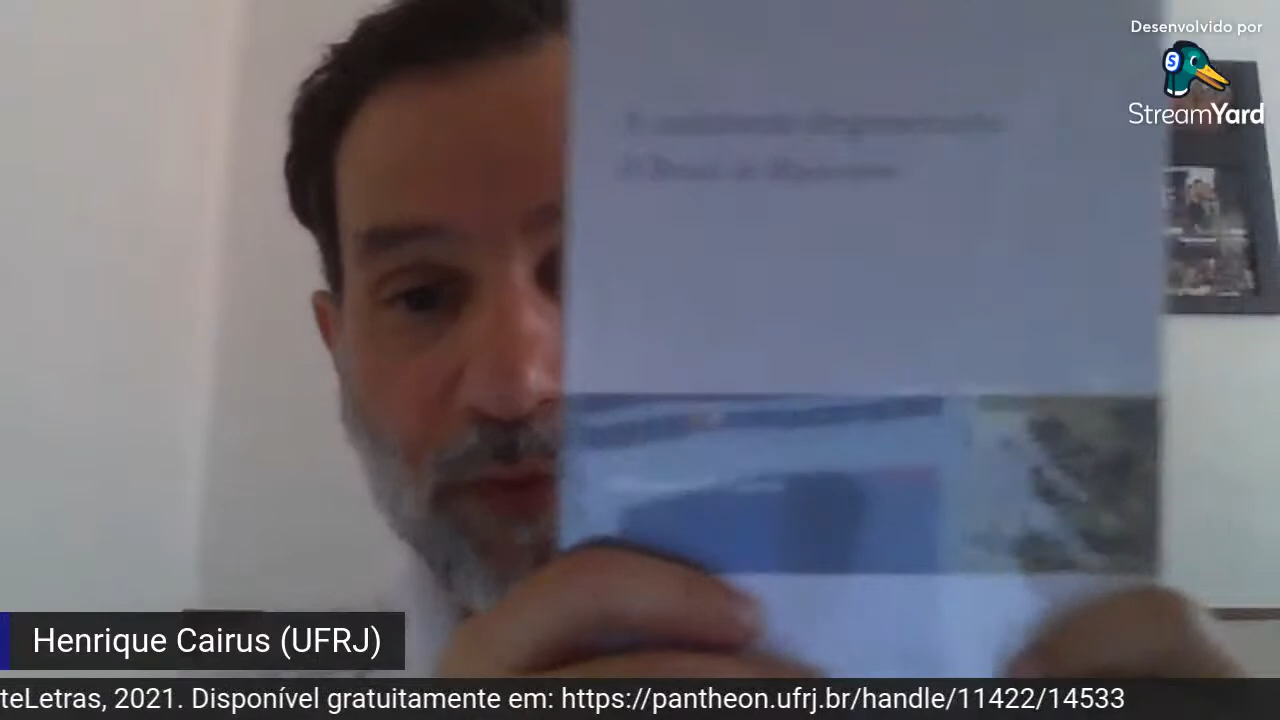 Desenvolvido por
StreamYard
Henrique Cairus (UFRJ)
teLetras, 2021. Disponível gratuitamente em: https://pantheon.ufrj.br/handle/11422/14533